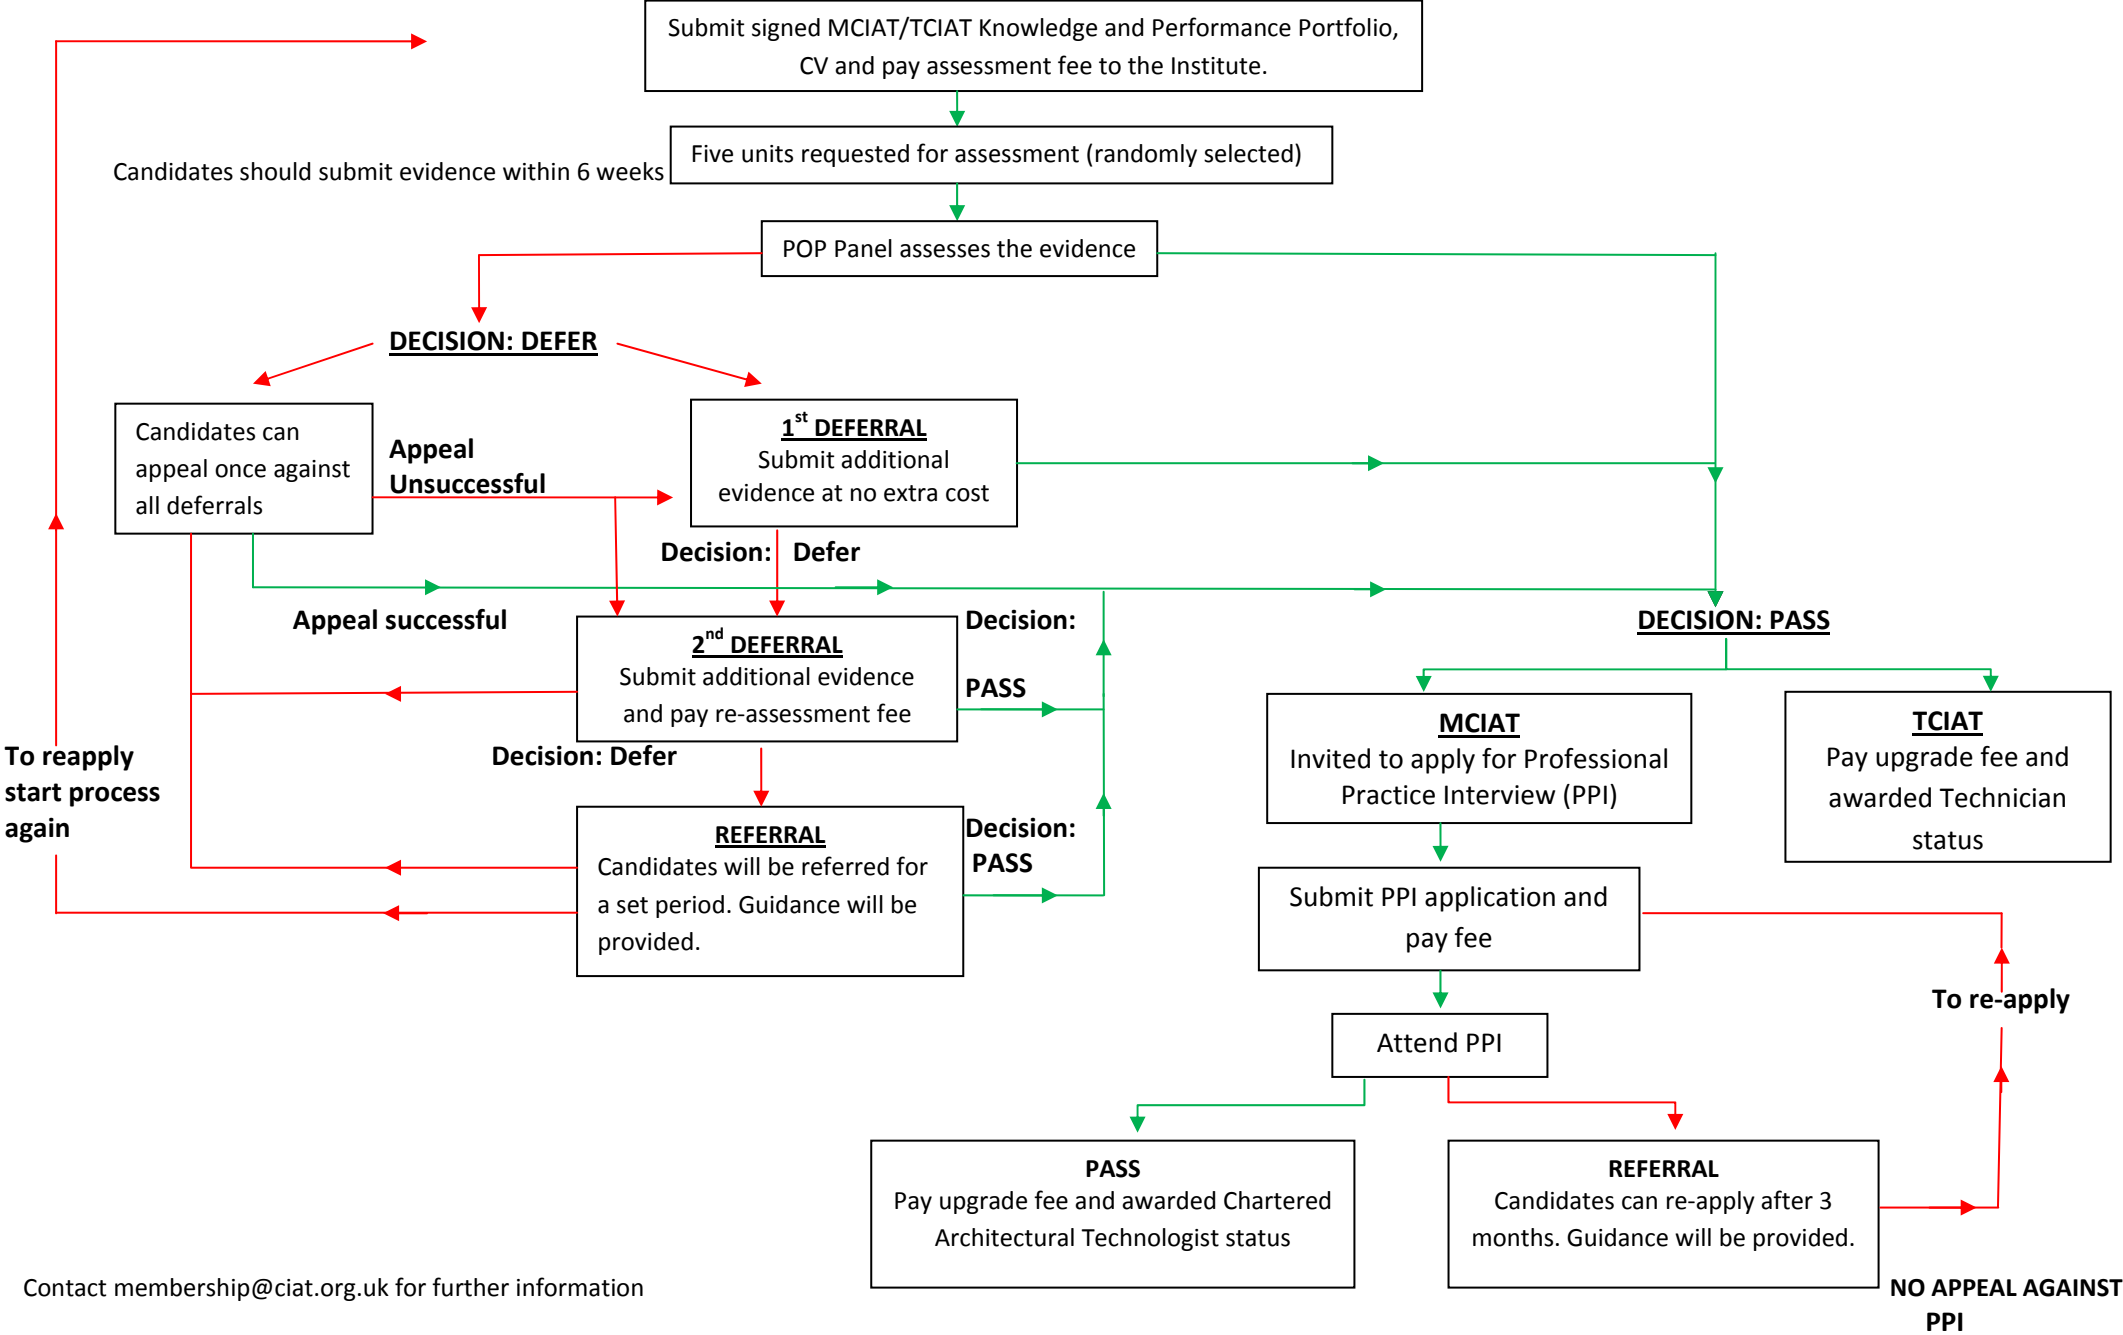 Submit signed MCIAT/TCIAT Knowledge and Performance Portfolio,
CV and pay assessment fee to the Institute.
Five units requested for assessment (randomly selected)
Candidates should submit evidence within 6 weeks
POP Panel assesses the evidence
DECISION: DEFER
Candidates can
appeal once against
all deferrals
Appeal
Unsuccessful
1st DEFERRAL
Submit additional
evidence at no extra cost
Decision: Defer
Appeal successful
2nd DEFERRAL
Submit additional evidence
and pay re-assessment fee
Decision:
PASS
DECISION: PASS
MCIAT
Invited to apply for Professional
Practice Interview (PPI)
TCIAT
Pay upgrade fee and
awarded Technician
status
To reapply
start process
again
Decision: Defer
REFERRAL
Candidates will be referred for
a set period. Guidance will be
provided.
Decision:
PASS
Submit PPI application and
pay fee
To re-apply
Attend PPI
PASS
Pay upgrade fee and awarded Chartered
Architectural Technologist status
REFERRAL
Candidates can re-apply after 3
months. Guidance will be provided.
Contact membership@ciat.org.uk for further information
NO APPEAL AGAINST
PPI